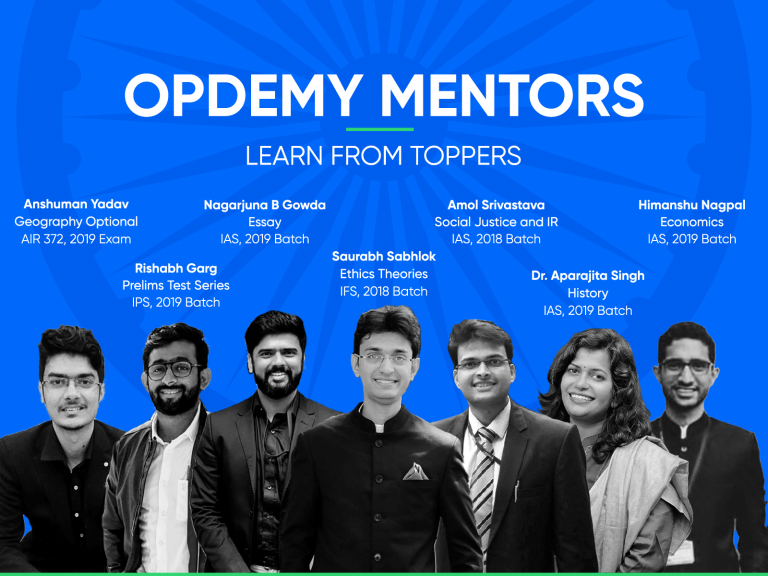 OPDEMY MENTORS
LEARN FROM TOPPERS
Anshuman Yadav
Geography Optional
AIR 372, 2019 Exam
Nagarjuna B Gowda
Essay
IAS, 2019 Batch
Amol Srivastava
Social Justice and IR
IAS, 2018 Batch
Himanshu Nagpal
Economics
IAS, 2019 Batch
Rishabh Garg
Prelims Test Series
IPS, 2019 Batch
Saurabh Sabhlok
Ethics Theories
IFS, 2018 Batch
Dr. Aparajita Singh
History
IAS, 2019 Batch